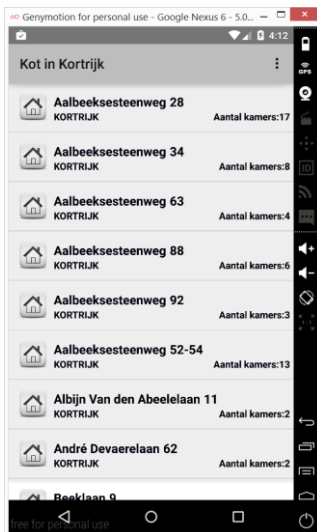 Genymotion for personal use - Google Nexus 6 - 5.0...
4:12
Kot in Kortrijk
GPS
Aalbeeksesteenweg 28
KORTRIJK Aantal kamers:17
Aalbeeksesteenweg 34
KORTRIJK Aantal kamers:8
Aalbeeksesteenweg 63
KORTRIJK Aantal kamers:4
Aalbeeksesteenweg 88
KORTRIJK Aantal kamers:6
Aalbeeksesteenweg 92
KORTRIJK Aantal kamers:3
Aalbeeksesteenweg 52-54
KORTRIJK Aantal kamers:13
Albijn Van den Abeelelaan 11
KORTRIJK Aantal kamers:2
André Devaerelaan 62
KORTRIJK Aantal kamers:2
Beeklaan 9
free for personal use
ID